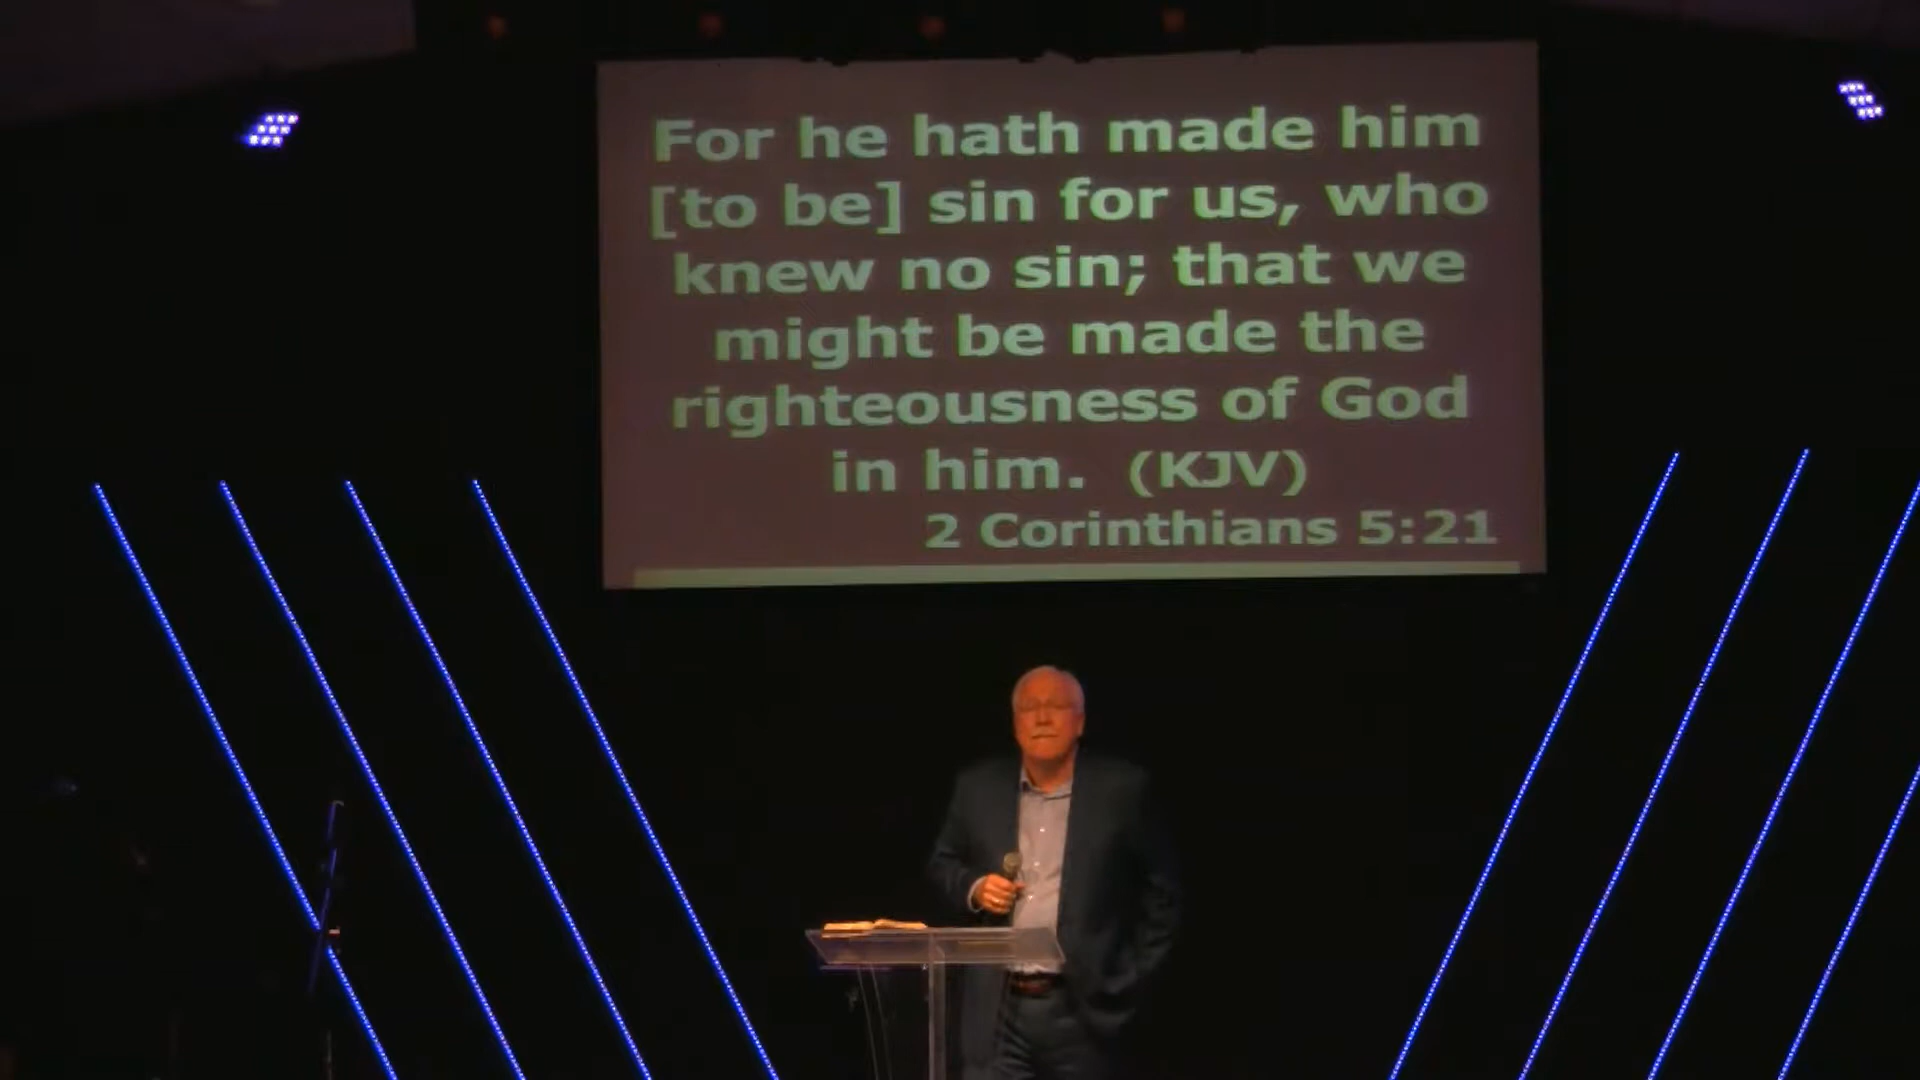 For he hath made him
[to be] sin for us, who
knew no sin; that we
might be made the
righteousness of God
in him. (KJV)
2 Corinthians 5:21